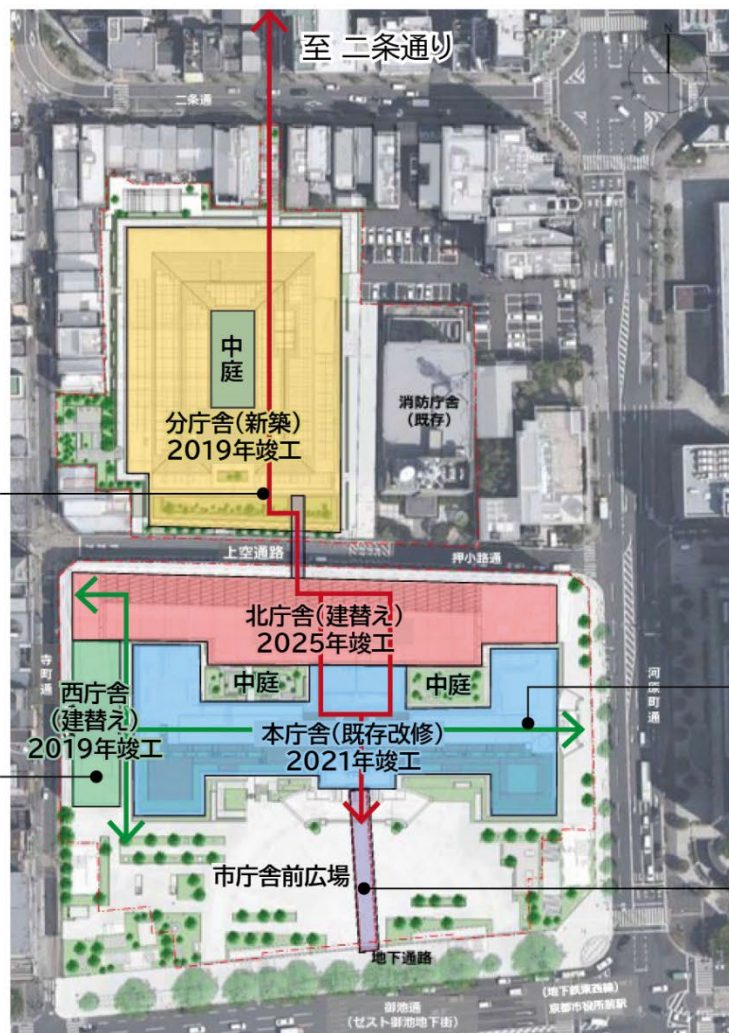 至 二条通り
N
二条通
中庭
分庁舎(新築)
2019年竣工
消防庁舎
(既存)
上空通路
押小路通
北庁舎(建替え)
2025年竣工
寺町通
河原町通
中庭
中庭
西庁舎
(建替え)
2019年竣工
本庁舎(既存改修)
2021年竣工
市庁舎前広場
地下通路
(地下鉄東西線)
京都市役所前駅
御池通
(ゼスト御池地下街)